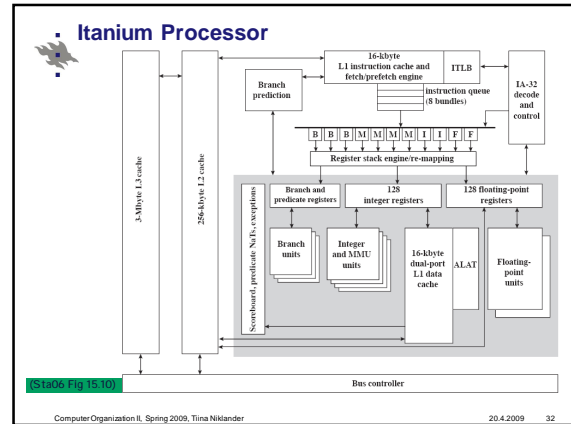 Itanium Processor
16-kbyte
L1 instruction cache and
fetch/prefetch engine
ITLB
Branch
prediction
instruction queue
(8 bundles)
IA-32
decode
and
control
B B B M M M M I I F F
Register stack engine/re-mapping
3-Mbyte L3 cache
256-kbyte L2 cache
Scoreboard, predicate NaTs, exceptions
Branch and
predicate registers
128
integer registers
128 floating-point
registers
Branch
units
Integer
and MMU
units
16-kbyte
dual-port
L1 data
cache
ALAT
Floating-
point
units
(Sta06 Fig 15.10)
Bus controller
Computer Organization II, Spring 2009, Tiina Niklander
20.4.2009
32